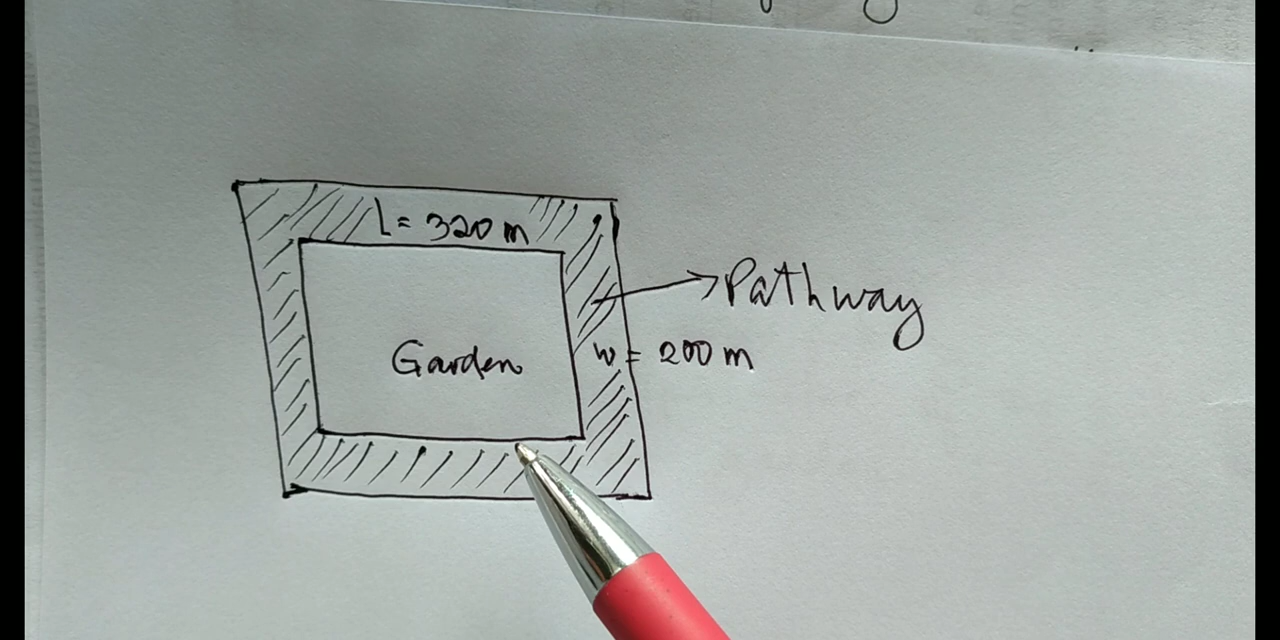 l = 320 m
Pathway
w = 200 m
Garden